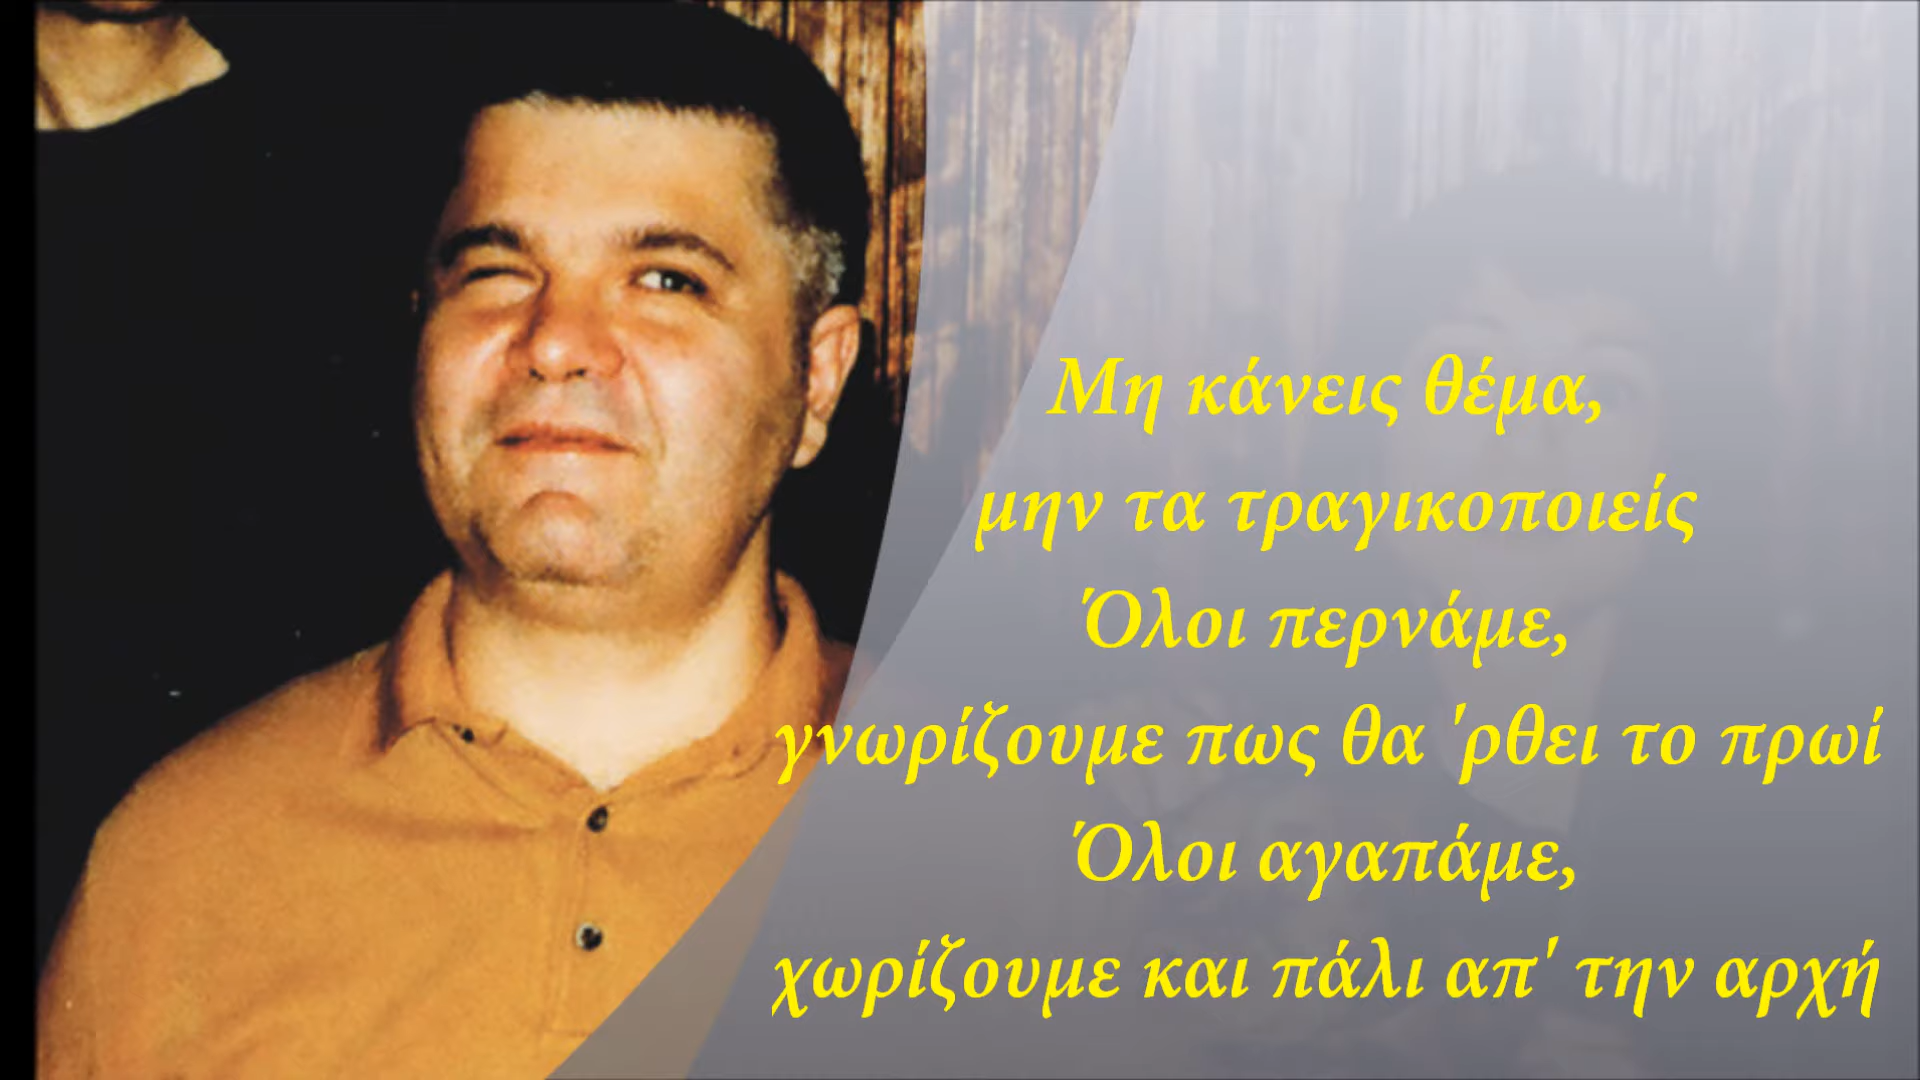 Μη κάνεις θέμα,
μην τα τραγικοποιείς
Όλοι περνάμε,
γνωρίζουμε πως θα 'ρθει το πρωί
Όλοι αγαπάμε,
χωρίζουμε και πάλι απ' την αρχή